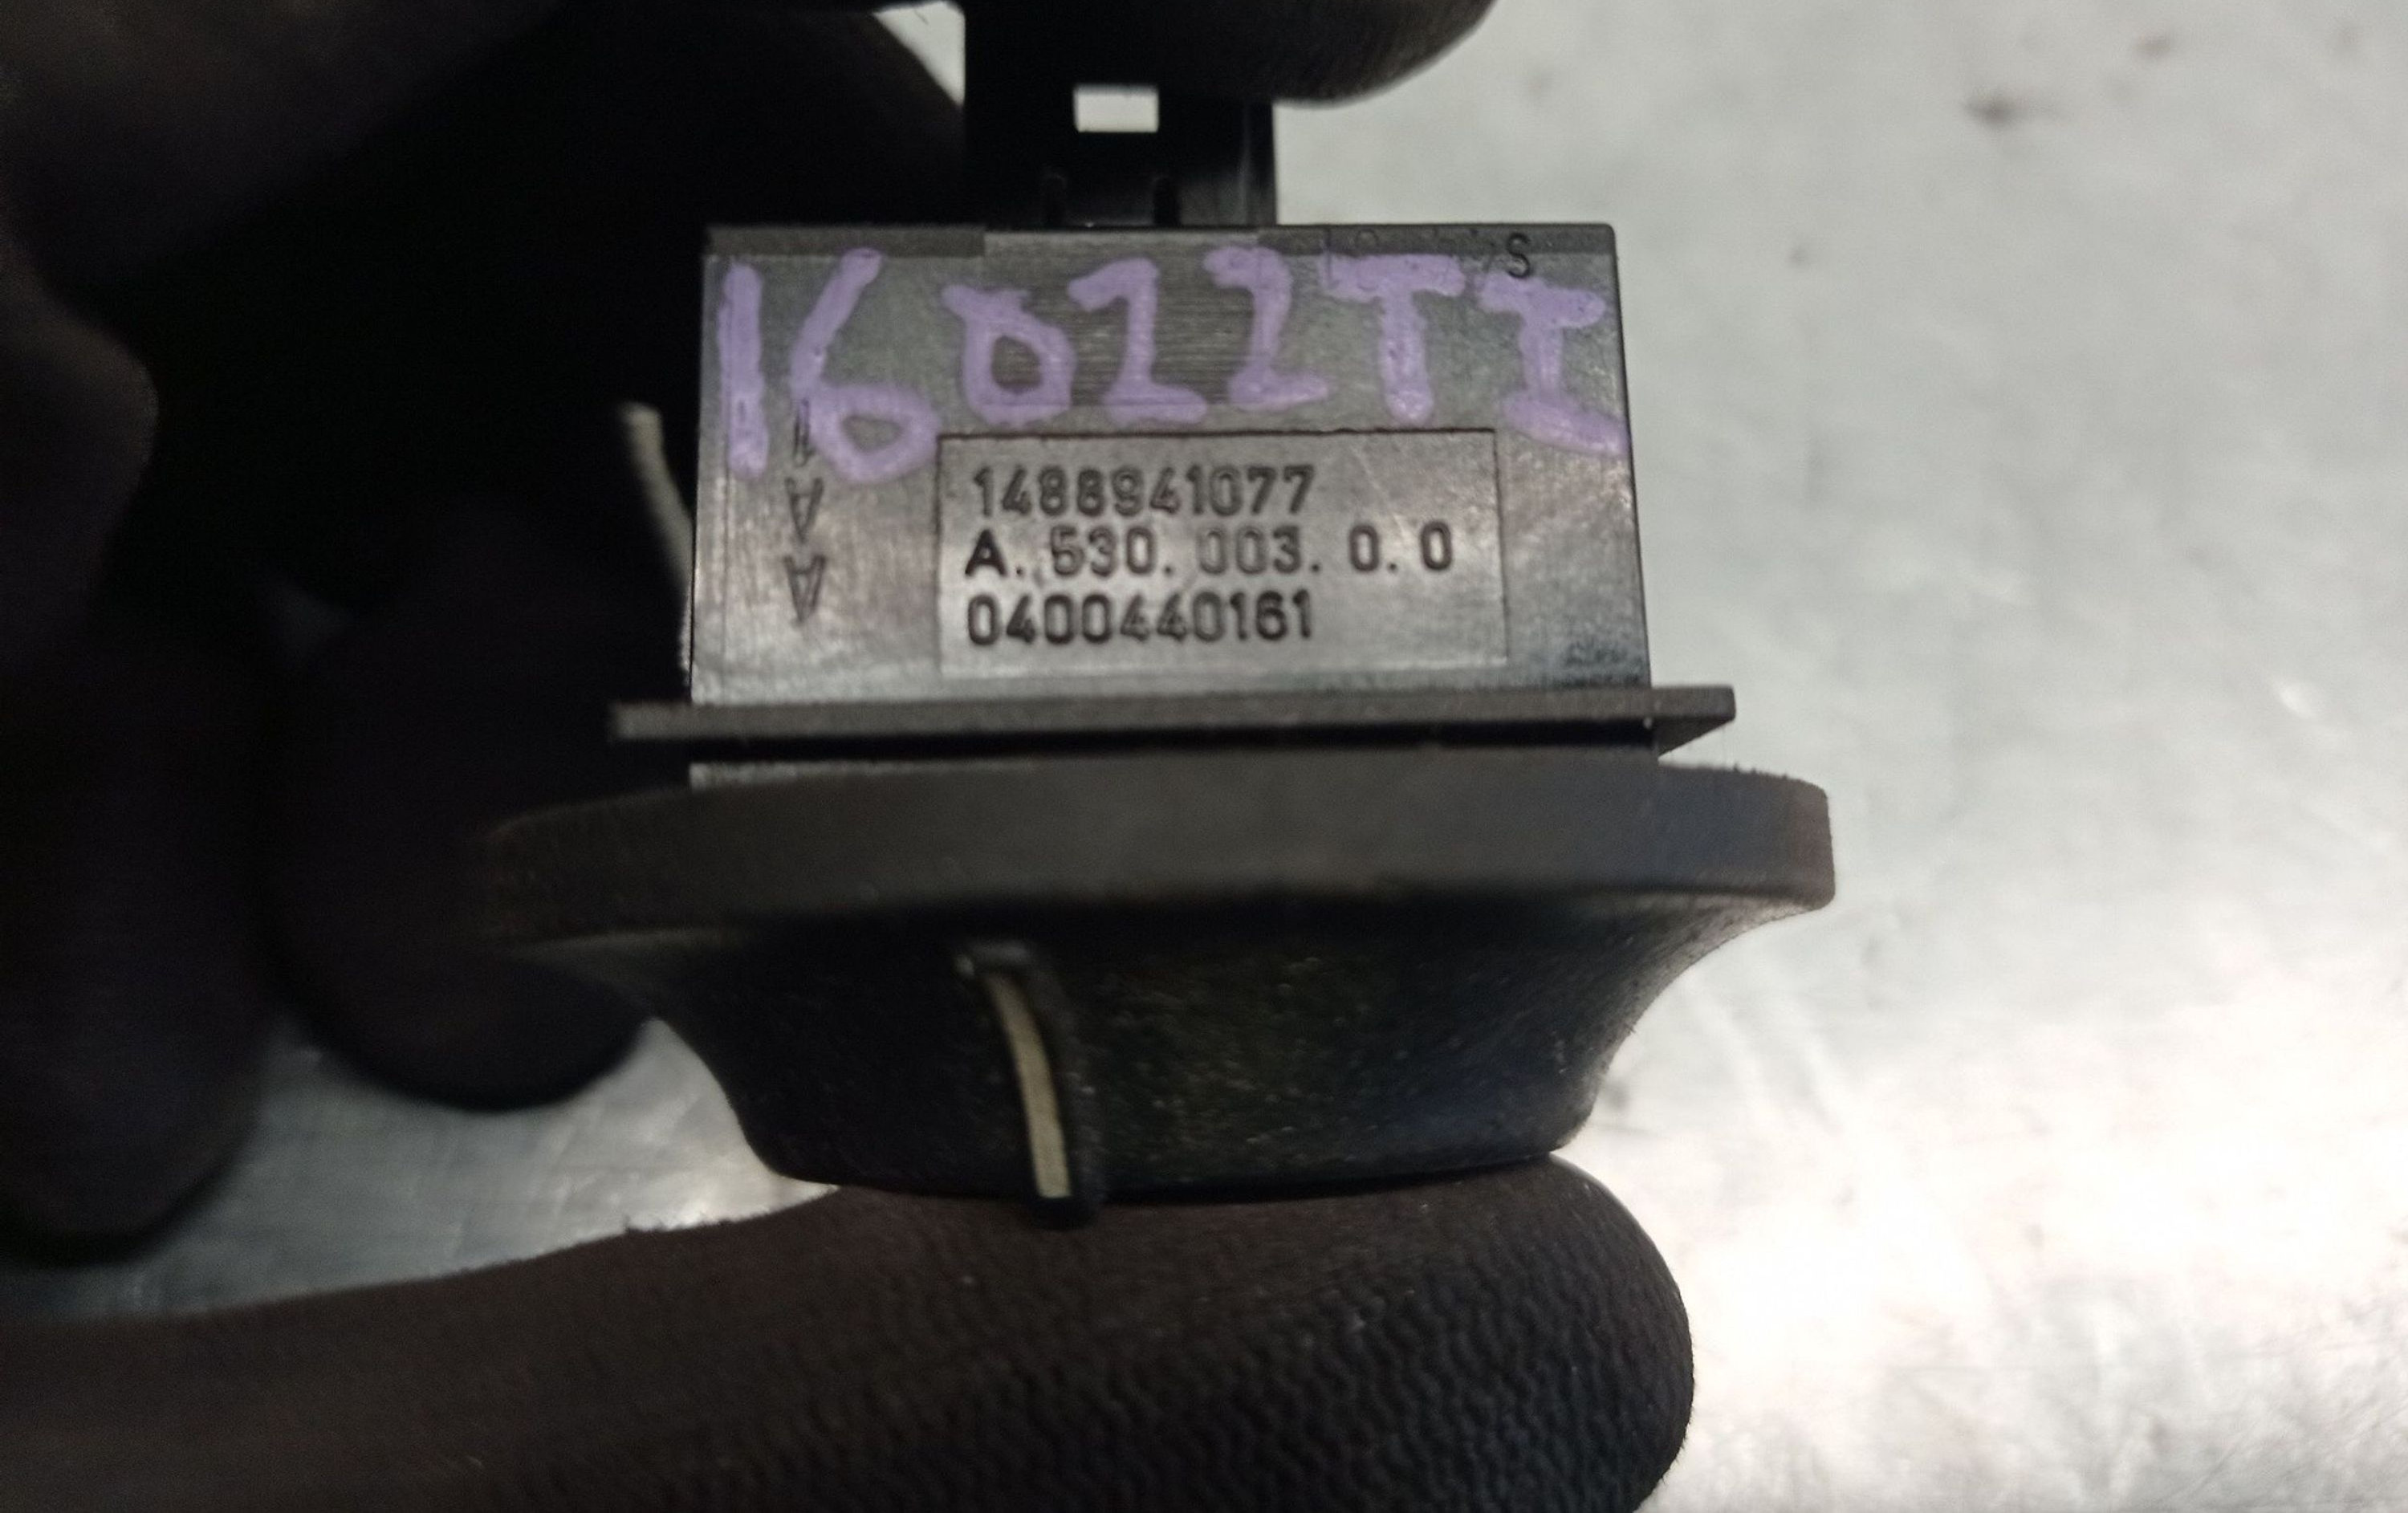 16022TI
1488941077
A. 530. 003. 0. 0
0400440161